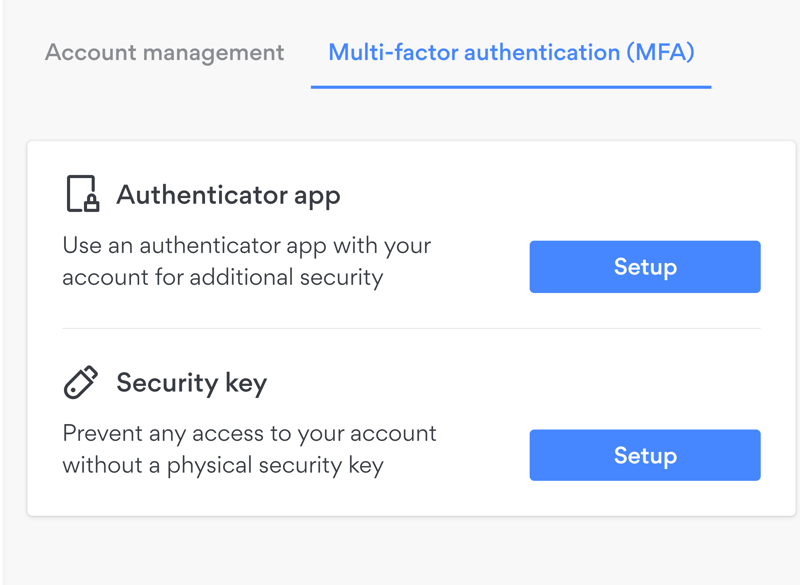 Account management
Multi-factor authentication (MFA)
Authenticator app
Use an authenticator app with your
account for additional security
Setup
Security key
Prevent any access to your account
without a physical security key
Setup